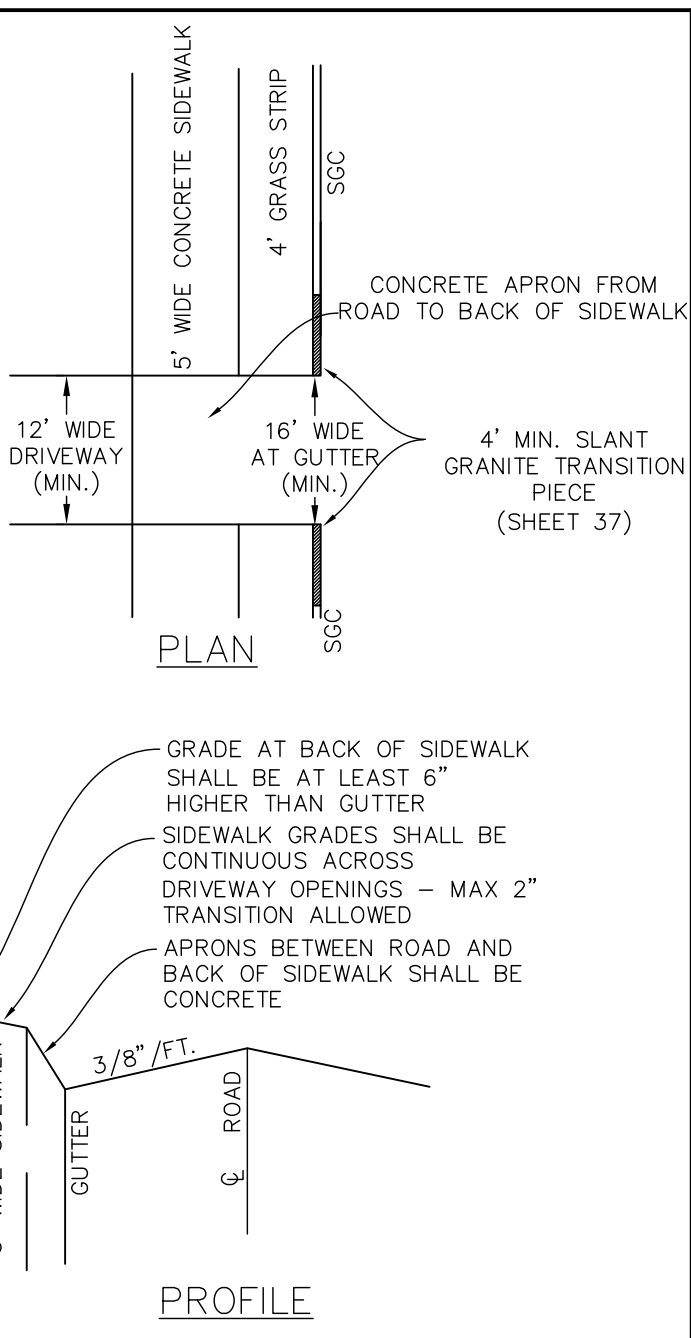 5' WIDE CONCRETE SIDEWALK
4' GRASS STRIP
SGC
CONCRETE APRON FROM
ROAD TO BACK OF SIDEWALK
12' WIDE
DRIVEWAY
(MIN.)
16' WIDE
AT GUTTER
(MIN.)
4' MIN. SLANT
GRANITE TRANSITION
PIECE
(SHEET 37)
SGC
PLAN
GRADE AT BACK OF SIDEWALK
SHALL BE AT LEAST 6"
HIGHER THAN GUTTER
SIDEWALK GRADES SHALL BE
CONTINUOUS ACROSS
DRIVEWAY OPENINGS – MAX 2"
TRANSITION ALLOWED
APRONS BETWEEN ROAD AND
BACK OF SIDEWALK SHALL BE
CONCRETE
3/8"/FT.
GUTTER
℄ ROAD
PROFILE